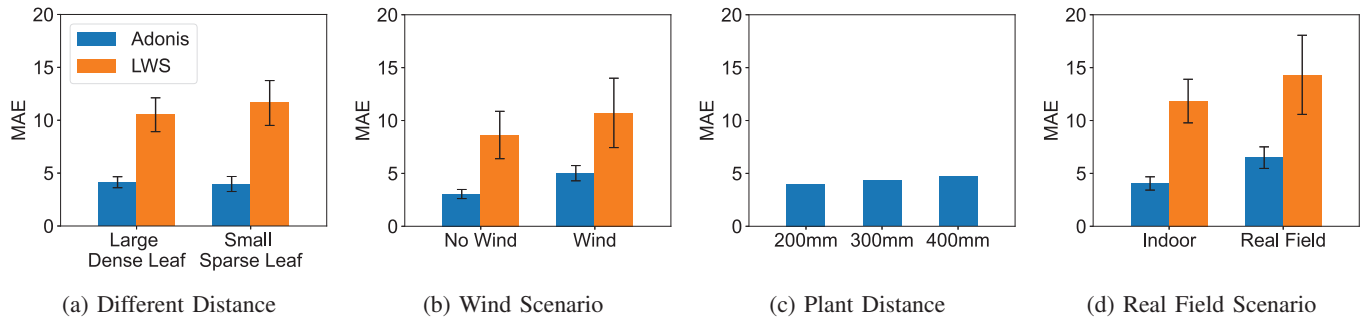 20
15
10
5
0
MAE
Adonis
LWS
Large
Dense Leaf
Small
Sparse Leaf
(a) Different Distance
20
15
10
5
0
MAE
No Wind
Wind
(b) Wind Scenario
20
15
10
5
0
MAE
200mm
300mm
400mm
(c) Plant Distance
20
15
10
5
0
MAE
Indoor
Real Field
(d) Real Field Scenario